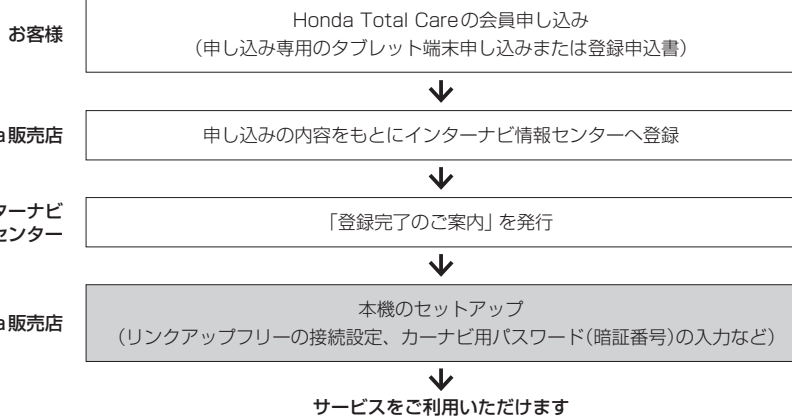 お客様
Honda Total Careの会員申し込み
（申し込み専用のタブレット端末申し込みまたは登録申込書）
販売店
申し込みの内容をもとにインターナビ情報センターへ登録
ーナビ
センター
「登録完了のご案内」を発行
販売店
本機のセットアップ
（リンクアップフリーの接続設定、カーナビ用パスワード（暗証番号）の入力など）
サービスをご利用いただけます